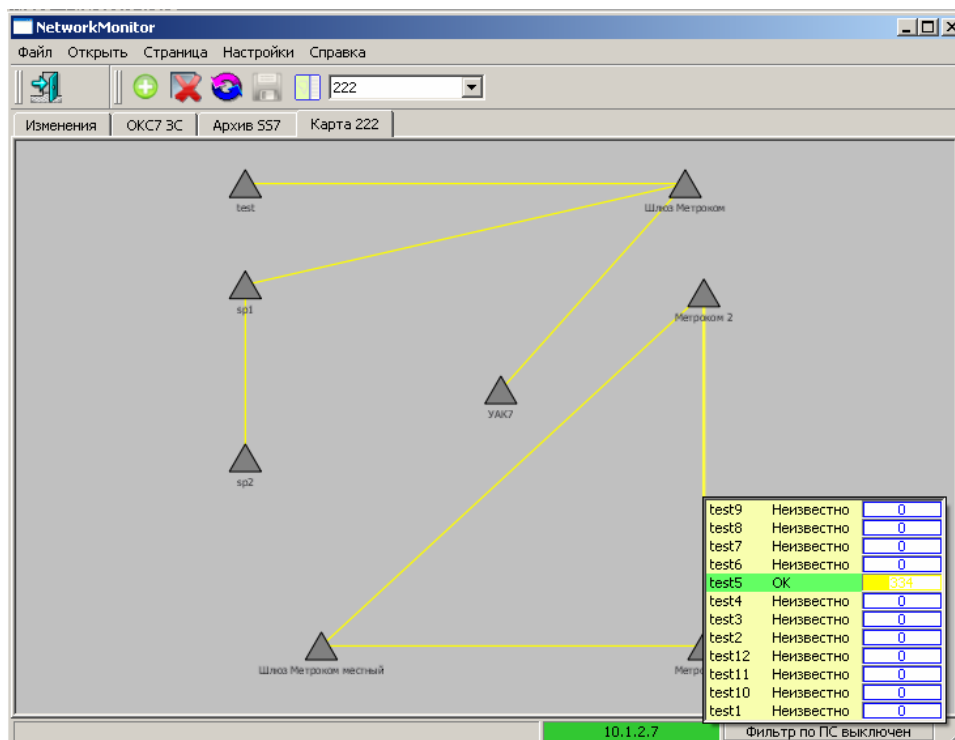 NetworkMonitor
Файл Открыть Страница Настройки Справка
222
Изменения ОКС7 ЗС Архив SS7 Карта 222
test Шлюз Метроком
sp1
Метроком 2
УАК7
sp2
test9 Неизвестно 0
test8 Неизвестно 0
test7 Неизвестно 0
test6 Неизвестно 0
test5 OK 334
test4 Неизвестно 0
test3 Неизвестно 0
test2 Неизвестно 0
test12 Неизвестно 0
test11 Неизвестно 0
test10 Неизвестно 0
test1 Неизвестно 0
Шлюз Метроком местный
10.1.2.7 Фильтр по ПС выключен